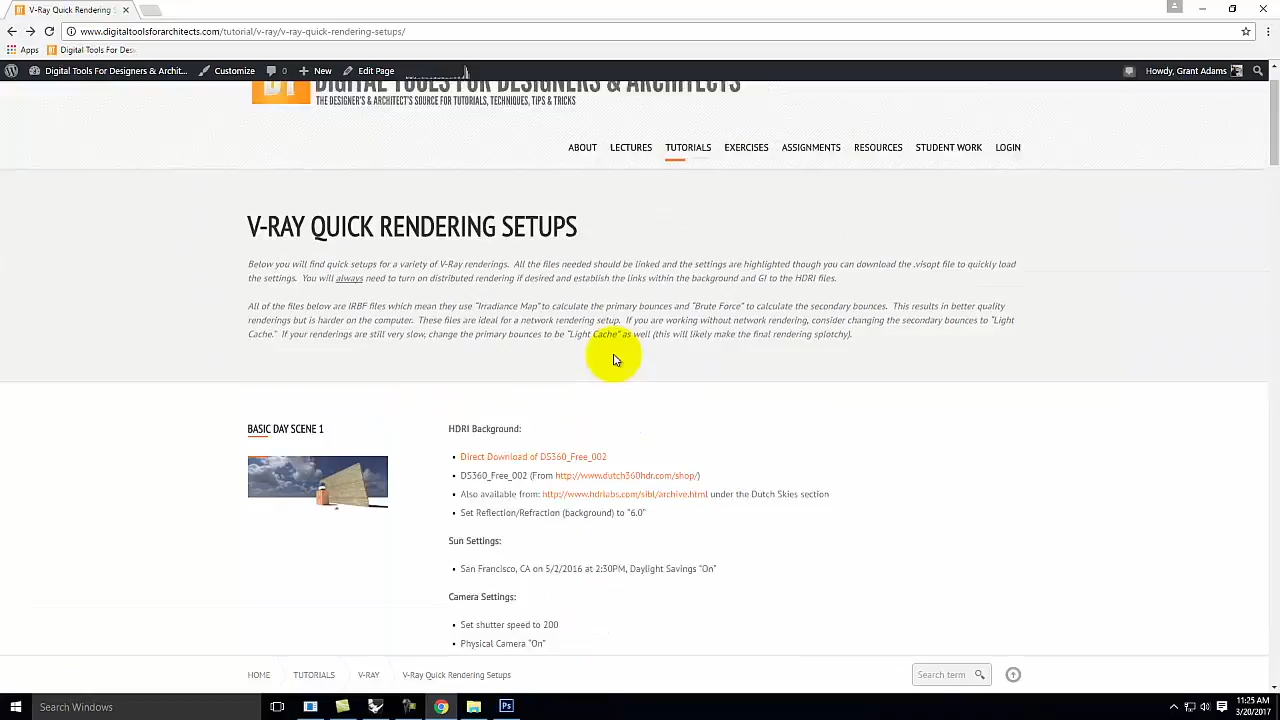 V-Ray Quick Rendering S
www.digitaltoolsforarchitects.com/tutorial/v-ray/v-ray-quick-rendering-setups/
Apps
Digital Tools For Des
Digital Tools For Designers & Archit...
Customize
0
New
Edit Page
Howdy, Grant Adams
DT
DIGITAL TOOLS FOR DESIGNERS & ARCHITECTS
THE DESIGNER'S & ARCHITECT'S SOURCE FOR TUTORIALS, TECHNIQUES, TIPS & TRICKS
ABOUT LECTURES TUTORIALS EXERCISES ASSIGNMENTS RESOURCES STUDENT WORK LOGIN
V-RAY QUICK RENDERING SETUPS
Below you will find quick setups for a variety of V-Ray renderings. All the files needed should be linked and the settings are highlighted though you can download the .visopt file to quickly load
the settings. You will always need to turn on distributed rendering if desired and establish the links within the background and GI to the HDRI files.
All of the files below are IRBF files which mean they use "Irradiance Map" to calculate the primary bounces and "Brute Force" to calculate the secondary bounces. This results in better quality
renderings but is harder on the computer. These files are ideal for a network rendering setup. If you are working without network rendering, consider changing the secondary bounces to "Light
Cache." If your renderings are still very slow, change the primary bounces to be "Light Cache" as well (this will likely make the final rendering splotchy).
BASIC DAY SCENE 1
HDRI Background:
• Direct Download of DS360_Free_002
• DS360_Free_002 (From http://www.dutch360hdr.com/shop/)
• Also available from: http://www.hdrlabs.com/sibl/archive.html under the Dutch Skies section
• Set Reflection/Refraction (background) to "6.0"
Sun Settings:
• San Francisco, CA on 5/2/2016 at 2:30PM, Daylight Savings "On"
Camera Settings:
• Set shutter speed to 200
• Physical Camera "On"
HOME TUTORIALS V-RAY V-Ray Quick Rendering Setups
Search term
Search Windows
Ps
11:25 AM
3/20/2017